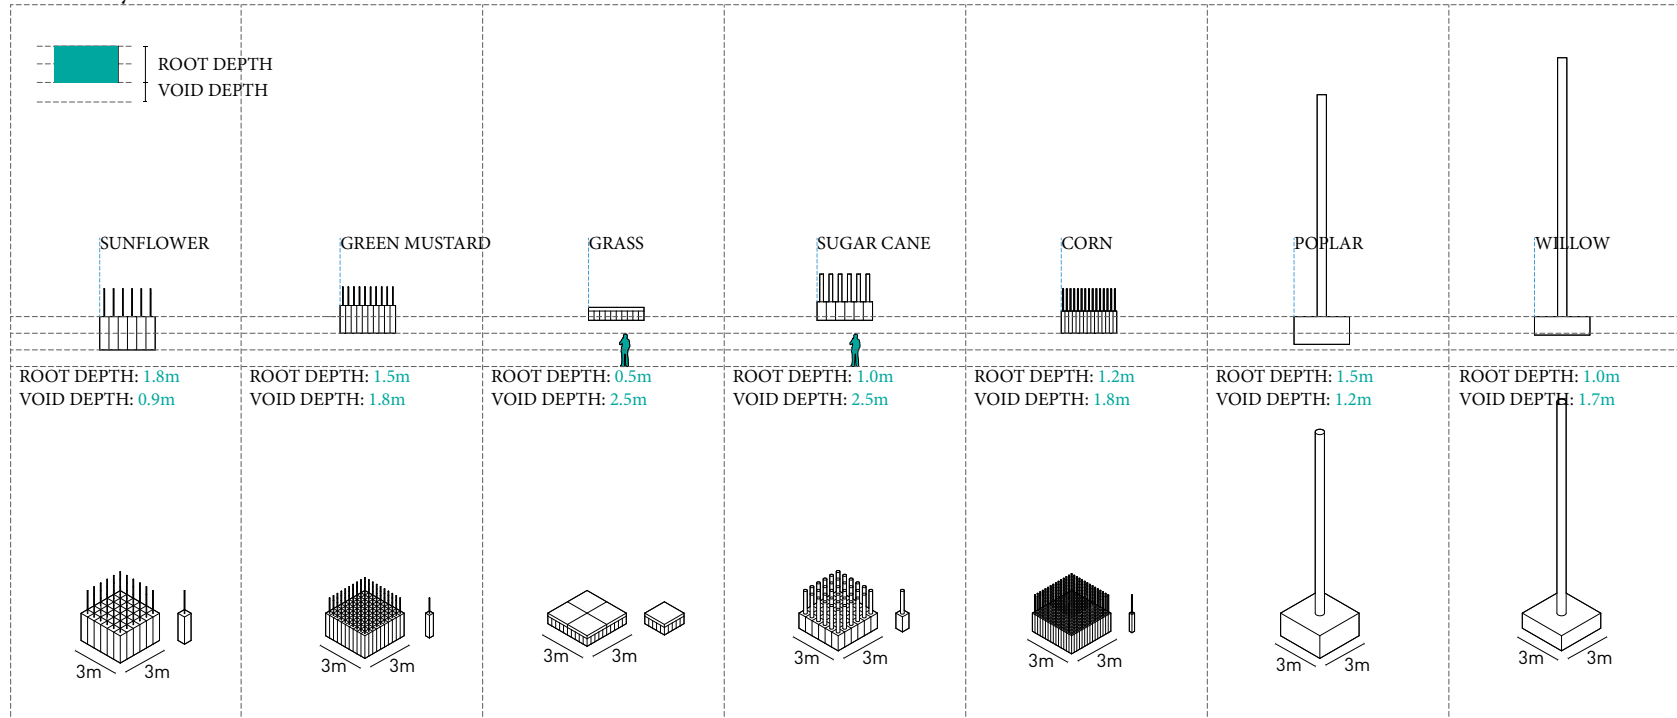 ROOT DEPTH
VOID DEPTH
SUNFLOWER
GREEN MUSTARD
GRASS
SUGAR CANE
CORN
POPLAR
WILLOW
ROOT DEPTH: 1.8m
VOID DEPTH: 0.9m
ROOT DEPTH: 1.5m
VOID DEPTH: 1.8m
ROOT DEPTH: 0.5m
VOID DEPTH: 2.5m
ROOT DEPTH: 1.0m
VOID DEPTH: 2.5m
ROOT DEPTH: 1.2m
VOID DEPTH: 1.8m
ROOT DEPTH: 1.5m
VOID DEPTH: 1.2m
ROOT DEPTH: 1.0m
VOID DEPTH: 1.7m
3m 3m
3m 3m
3m 3m
3m 3m
3m 3m
3m 3m
3m 3m